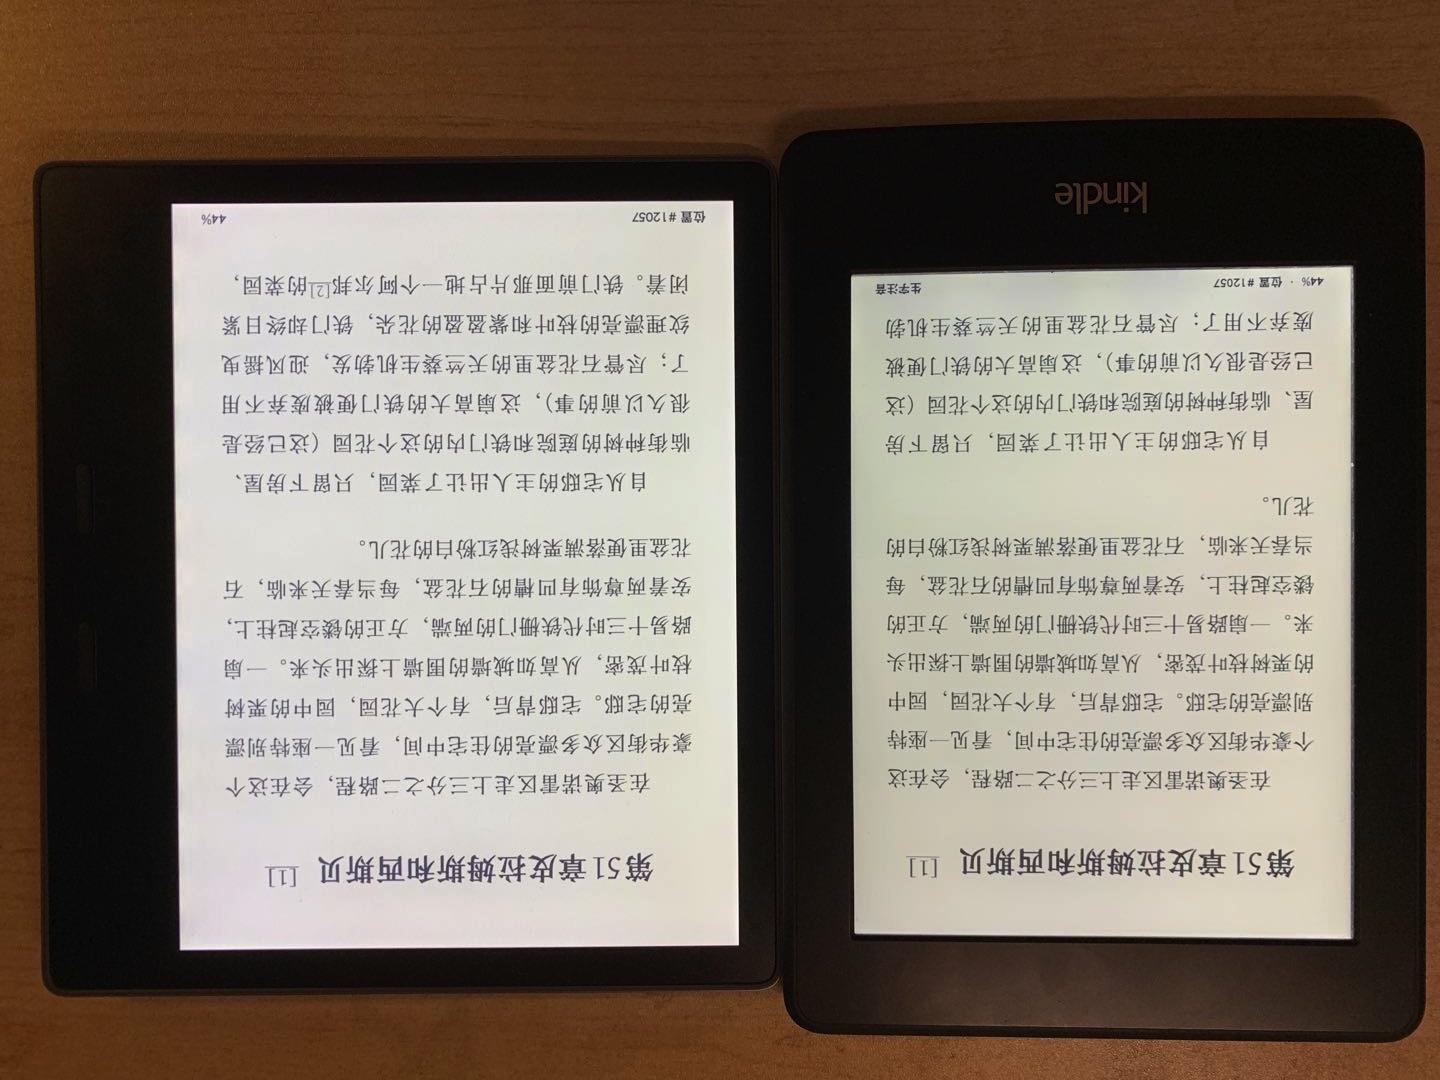 第51章皮拉姆斯和西斯贝 [1]
在圣奥诺雷区走上三分之二路程，会在这
个豪华街区众多漂亮的住宅中间，看见一座特
别漂亮的宅邸。宅邸背后，有个大花园，园中
的栗树枝叶茂密，从高如城墙的围墙上探出头
来。一扇路易十三时代铁栅门的两端，方正的
镂空起柱上，安着两尊饰有凹槽的石花盆，每
当春天来临，石花盆里便落满栗树浅红粉白的
花儿。
自从宅邸的主人出让了菜园，只留下房
屋、临街种树的庭院和铁门内的这个花园（这
已经是很久以前的事），这扇高大的铁门便被
废弃不用了；尽管石花盆里的天竺葵生机勃
44% · 位置 #12057 生字注音
kindle
第51章皮拉姆斯和西斯贝 [1]
在圣奥诺雷区走上三分之二路程，会在这个
豪华街区众多漂亮的住宅中间，看见一座特别漂
亮的宅邸。宅邸背后，有个大花园，园中的栗树
枝叶茂密，从高如城墙的围墙上探出头来。一扇
路易十三时代铁栅门的两端，方正的镂空起柱上，
安着两尊饰有凹槽的石花盆，每当春天来临，石
花盆里便落满栗树浅红粉白的花儿。
自从宅邸的主人出让了菜园，只留下房屋、
临街种树的庭院和铁门内的这个花园（这已经是
很久以前的事），这扇高大的铁门便被废弃不用
了；尽管石花盆里的天竺葵生机勃发，迎风摇曳
纹理漂亮的枝叶和紫盈盈的花朵，铁门却终日紧
闭着。铁门前面那片占地一个阿尔邦[2]的菜园，
位置 #12057 44%